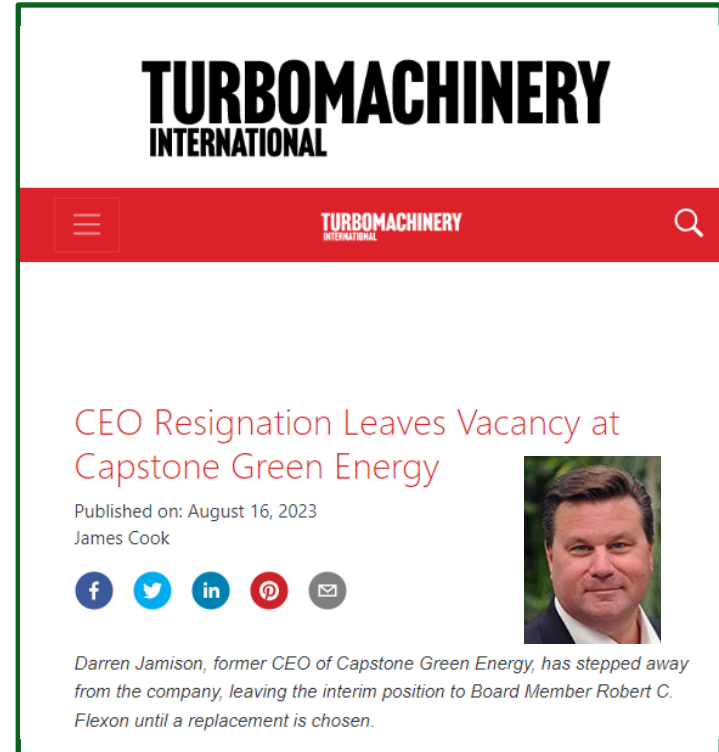 TURBOMACHINERY
INTERNATIONAL
TURBOMACHINERY
INTERNATIONAL
CEO Resignation Leaves Vacancy at
Capstone Green Energy
Published on: August 16, 2023
James Cook
f
in
Darren Jamison, former CEO of Capstone Green Energy, has stepped away
from the company, leaving the interim position to Board Member Robert C.
Flexon until a replacement is chosen.